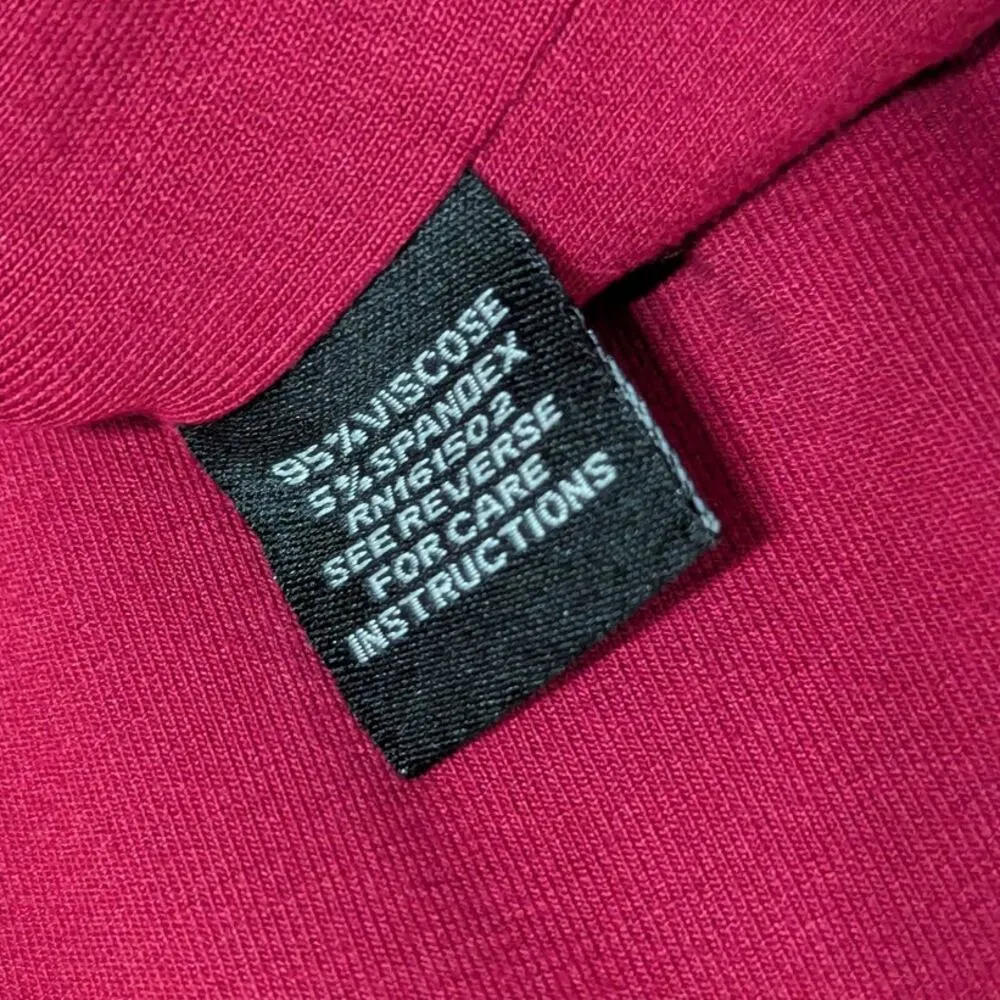 95%VISCOSE
5%SPANDEX
RN161502
SEE REVERSE
FOR CARE
INSTRUCTIONS